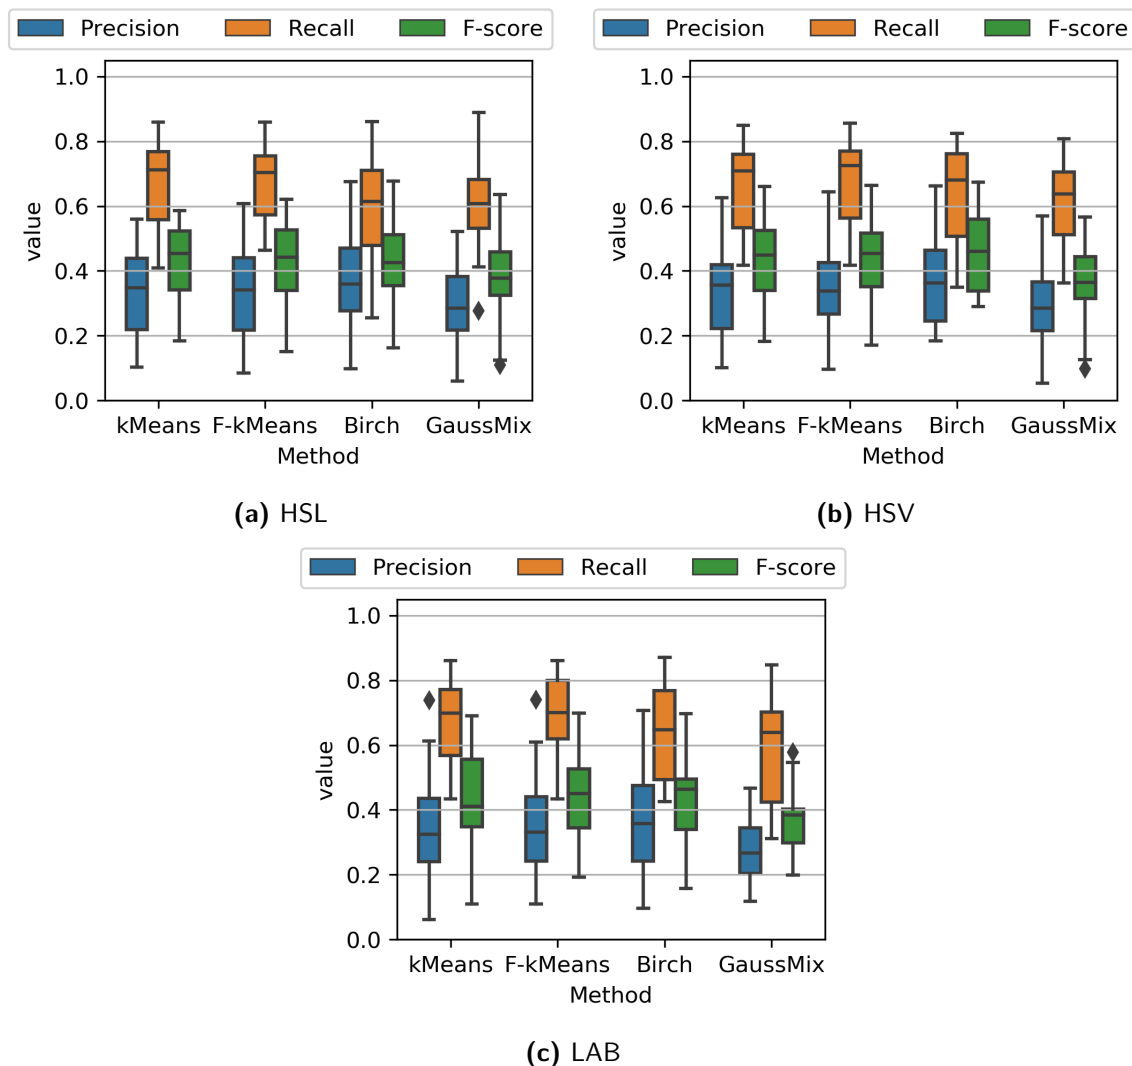 Precision Recall F-score
1.0
0.8
0.6
0.4
0.2
0.0
value
kMeans F-kMeans Birch GaussMix
Method
(a) HSL
Precision Recall F-score
1.0
0.8
0.6
0.4
0.2
0.0
value
kMeans F-kMeans Birch GaussMix
Method
(b) HSV
Precision Recall F-score
1.0
0.8
0.6
0.4
0.2
0.0
value
kMeans F-kMeans Birch GaussMix
Method
(c) LAB